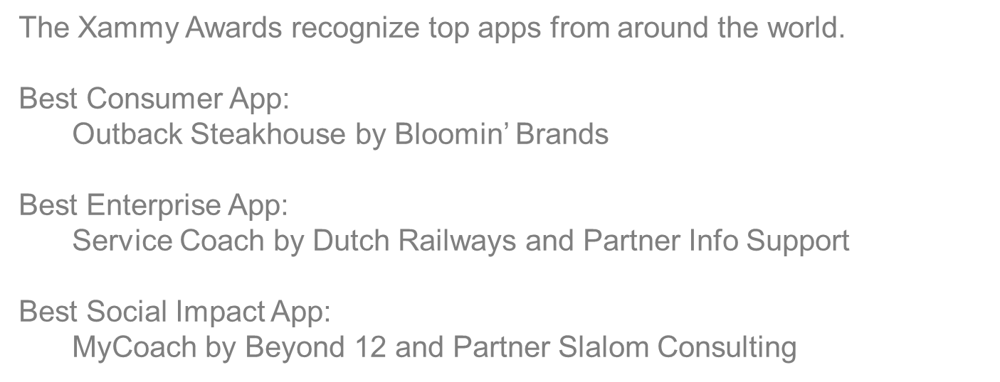 The Xammy Awards recognize top apps from around the world.
Best Consumer App:
Outback Steakhouse by Bloomin’ Brands
Best Enterprise App:
Service Coach by Dutch Railways and Partner Info Support
Best Social Impact App:
MyCoach by Beyond 12 and Partner Slalom Consulting